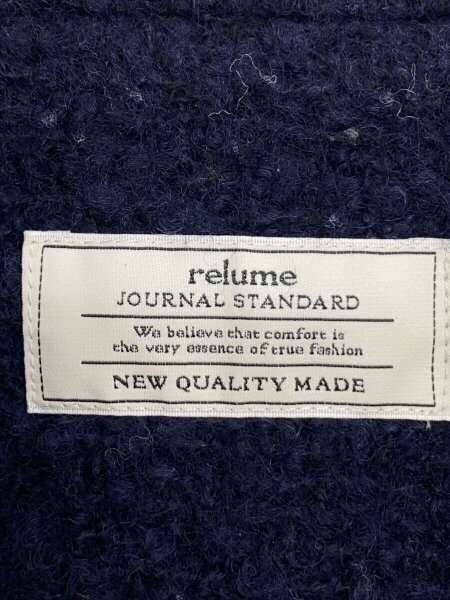 relume
JOURNAL STANDARD
We believe that comfort is
the very essence of true fashion
NEW QUALITY MADE